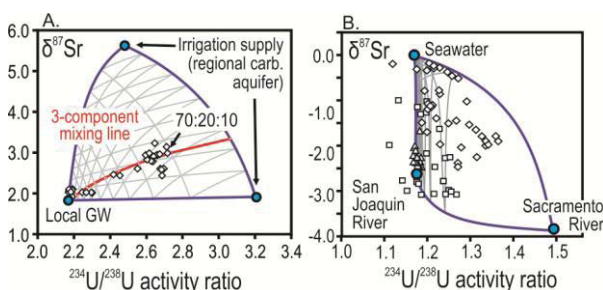 A.
δ⁸⁷Sr
Irrigation supply
(regional carb.
aquifer)
3-component
mixing line
70:20:10
Local GW
6.0
5.0
4.0
3.0
2.0
1.0
2.0 2.2 2.4 2.6 2.8 3.0 3.2 3.4
²³⁴U/²³⁸U activity ratio
B.
δ⁸⁷Sr
Seawater
San
Joaquin
River
Sacramento
River
0.0
-1.0
-2.0
-3.0
-4.0
1.0 1.1 1.2 1.3 1.4 1.5
²³⁴U/²³⁸U activity ratio